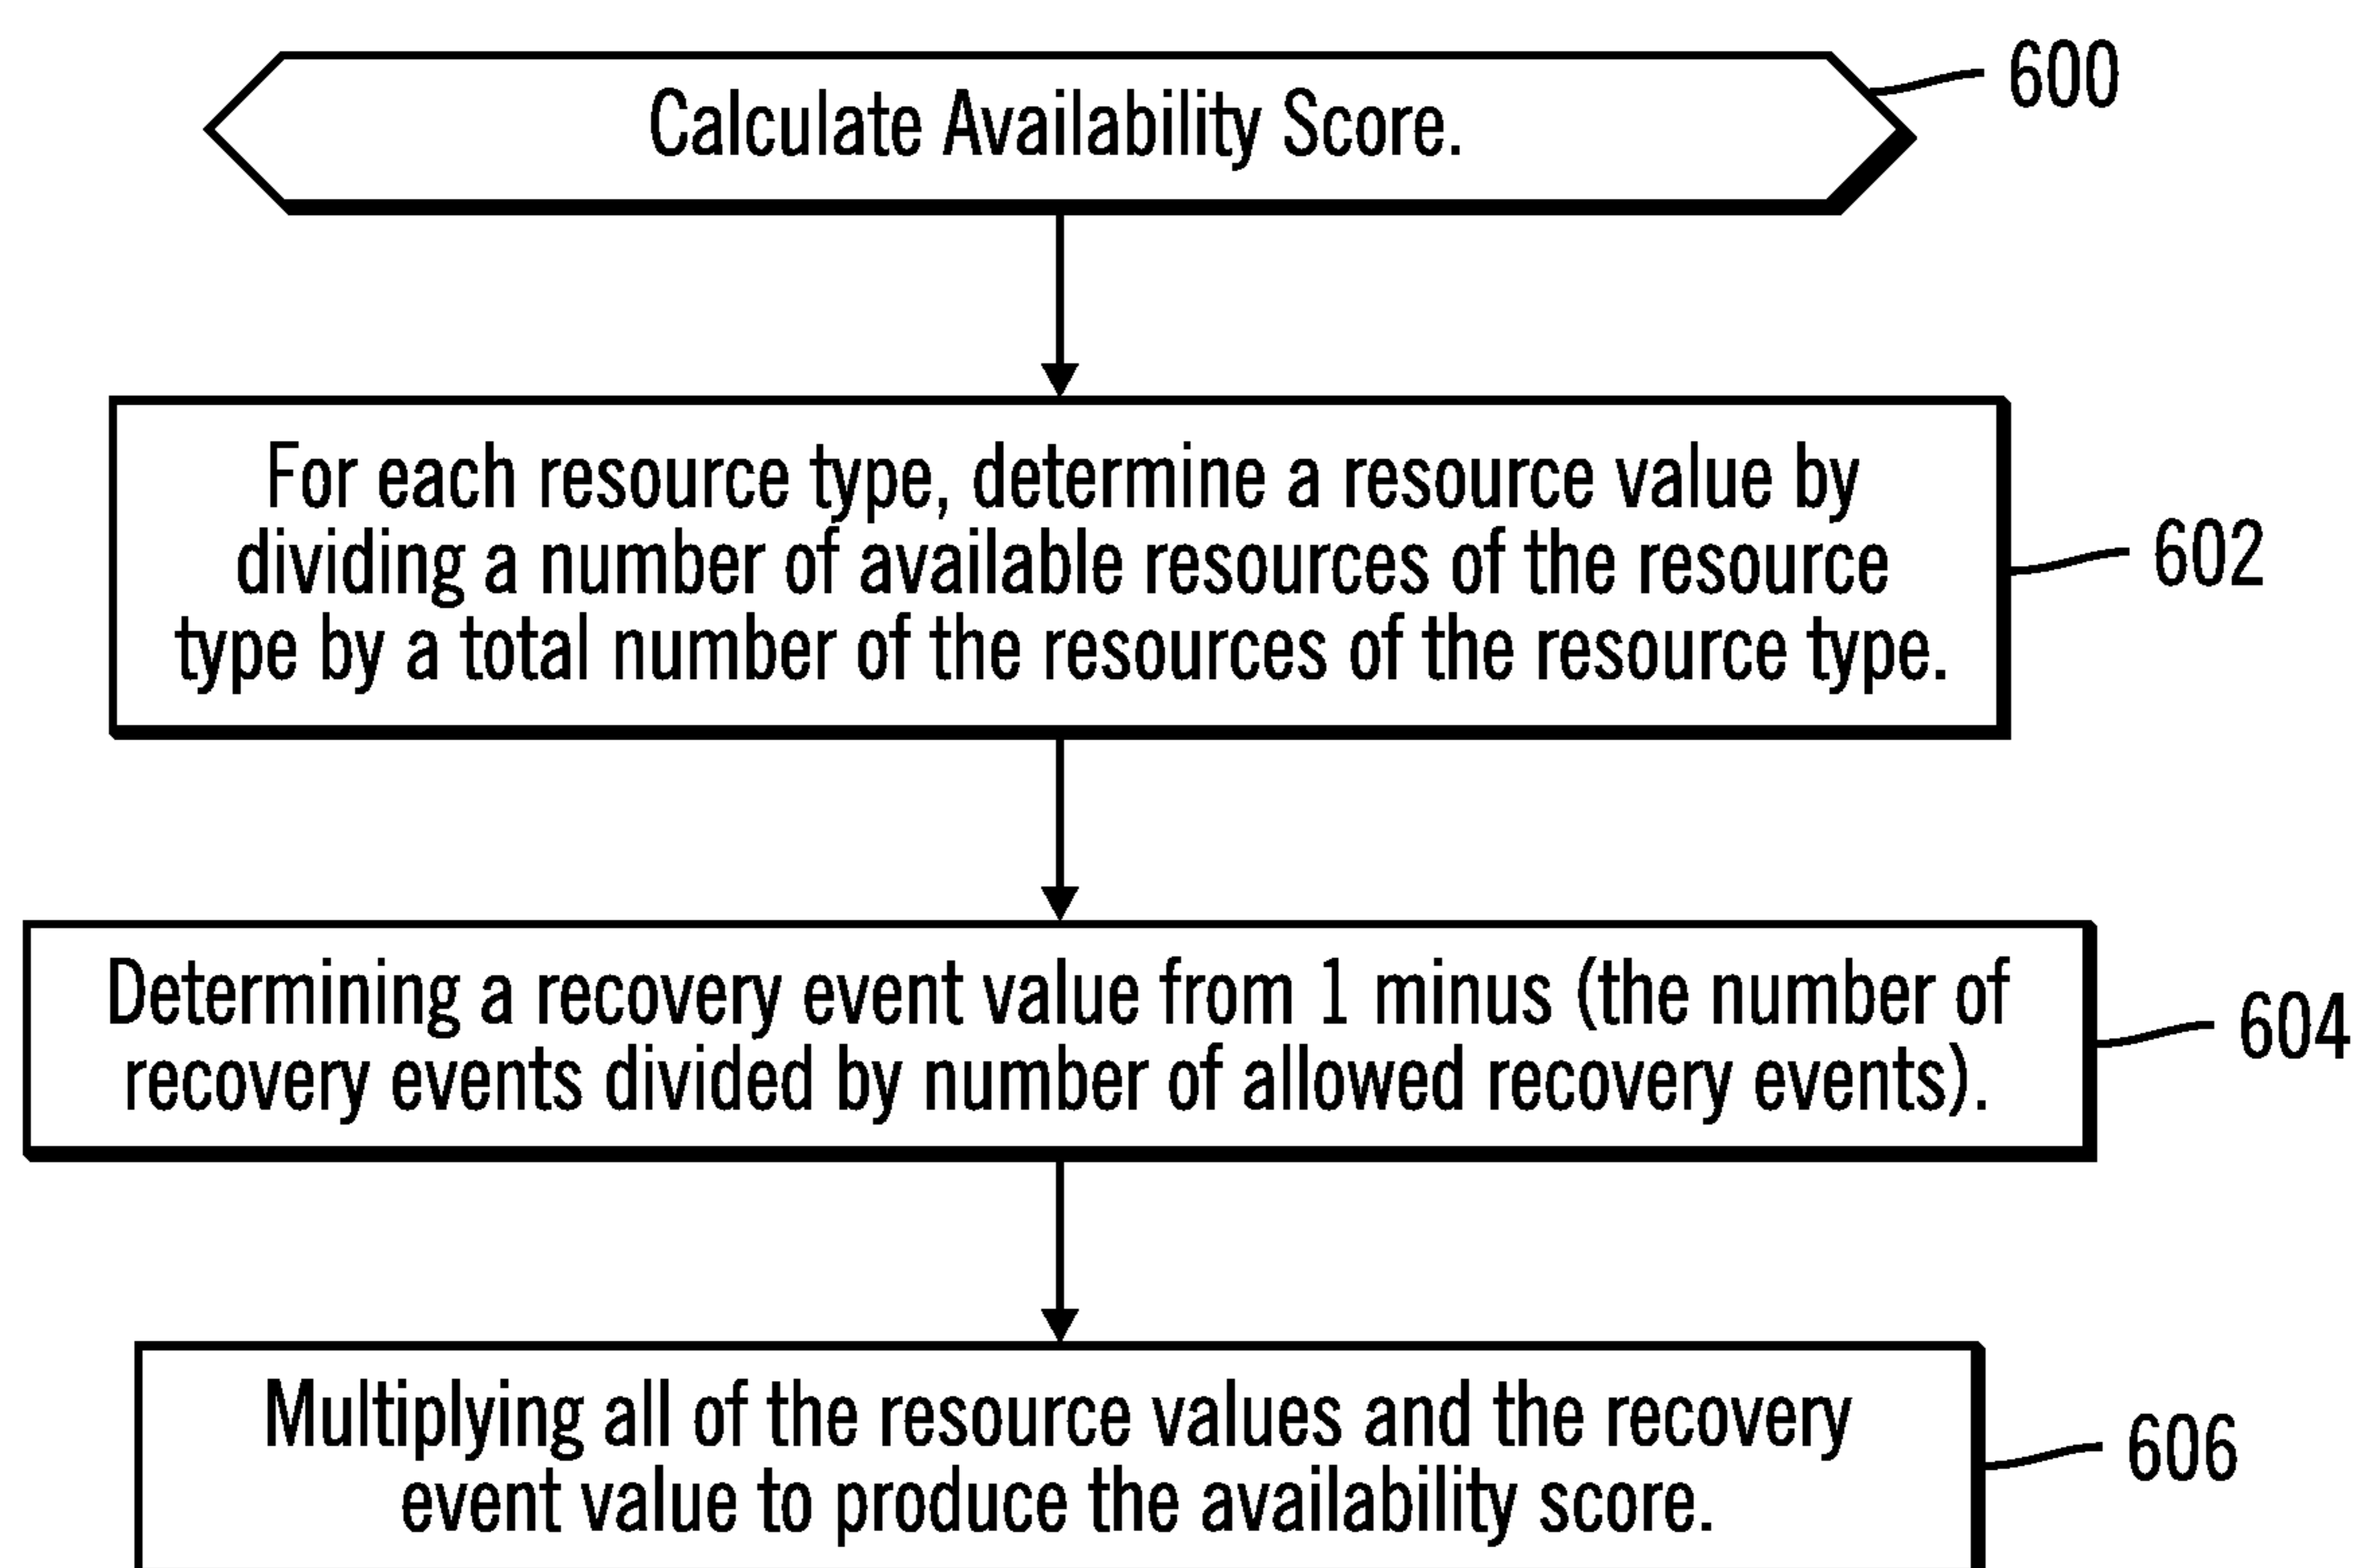 Calculate Availability Score.
600
For each resource type, determine a resource value by
dividing a number of available resources of the resource
type by a total number of the resources of the resource type.
602
Determining a recovery event value from 1 minus (the number of
recovery events divided by number of allowed recovery events).
604
Multiplying all of the resource values and the recovery
event value to produce the availability score.
606